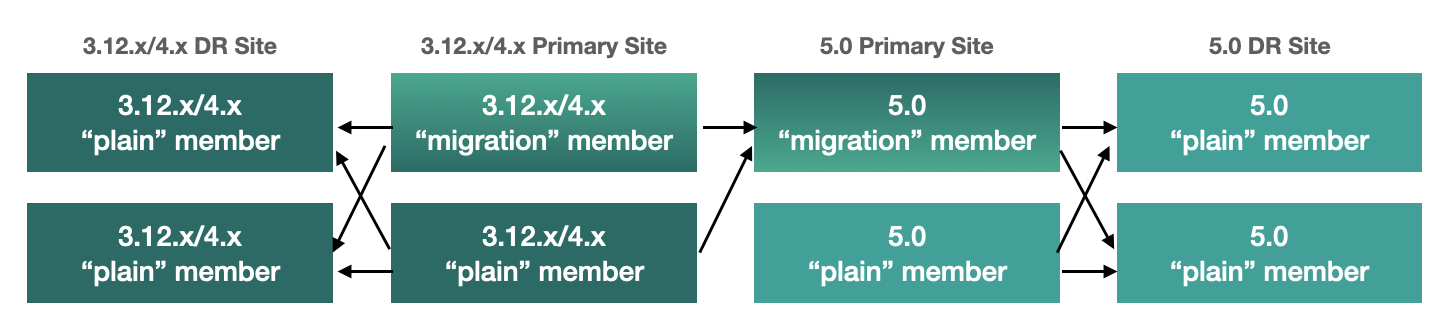 3.12.x/4.x DR Site
3.12.x/4.x Primary Site
5.0 Primary Site
5.0 DR Site
3.12.x/4.x
“plain” member
3.12.x/4.x
“migration” member
5.0
“migration” member
5.0
“plain” member
3.12.x/4.x
“plain” member
3.12.x/4.x
“plain” member
5.0
“plain” member
5.0
“plain” member